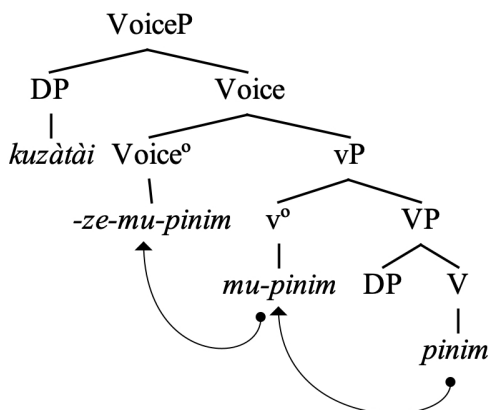 VoiceP
DP Voice
kuzàtài Voiceº vP
-ze-mu-pinim vº VP
mu-pinim DP V
pinim